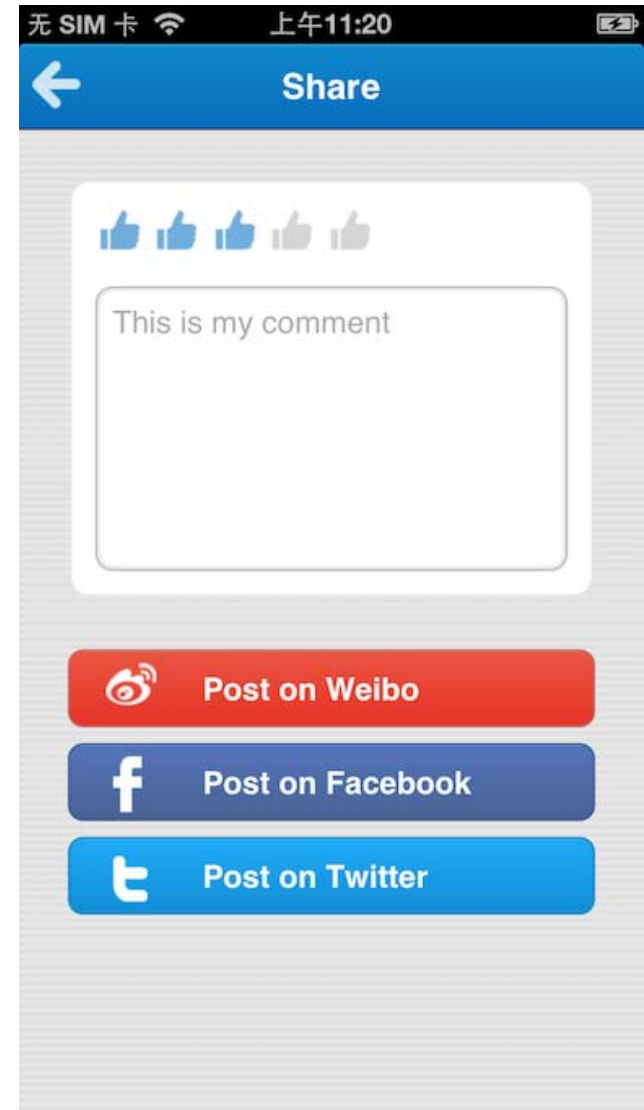 无 SIM 卡 上午11:20
Share
This is my comment
Post on Weibo
Post on Facebook
Post on Twitter